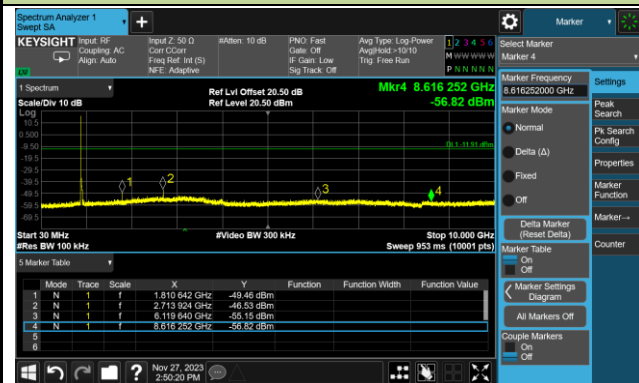 Spectrum Analyzer 1
Swept SA
Marker
KEYSIGHT
Input: RF
Coupling: AC
Align: Auto
Input Z: 50 Ω
Corr CCorr
Freq Ref: Int (S)
NFE: Adaptive
#Atten: 10 dB
PNO: Fast
Gate: Off
IF Gain: Low
Sig Track: Off
Avg Type: Log-Power
Avg|Hold:>10/10
Trig: Free Run
1 2 3 4 5 6
M W W W W W
P N N N N N
LXI
Select Marker
Marker 4
1 Spectrum
Scale/Div 10 dB
Ref Lvl Offset 20.50 dB
Ref Level 20.50 dBm
Mkr4 8.616 252 GHz
-56.82 dBm
Log
10.5
0.500
-9.50
-19.5
-29.5
-39.5
-49.5
-59.5
-69.5
DL1 -11.91 dBm
1
2
3
4
Start 30 MHz
#Res BW 100 kHz
#Video BW 300 kHz
Stop 10.000 GHz
Sweep 953 ms (10001 pts)
5 Marker Table
Mode Trace Scale X Y Function Function Width Function Value
1 N 1 f 1.810 642 GHz -49.46 dBm
2 N 1 f 2.713 924 GHz -46.53 dBm
3 N 1 f 6.119 640 GHz -55.15 dBm
4 N 1 f 8.616 252 GHz -56.82 dBm
5
6
Marker Frequency
8.616252000 GHz
Marker Mode
Normal
Delta (Δ)
Fixed
Off
Delta Marker
(Reset Delta)
Marker Table
On
Off
Marker Settings
Diagram
All Markers Off
Couple Markers
On
Off
Settings
Peak
Search
Pk Search
Config
Properties
Marker
Function
Marker→
Counter
?
Nov 27, 2023
2:50:20 PM